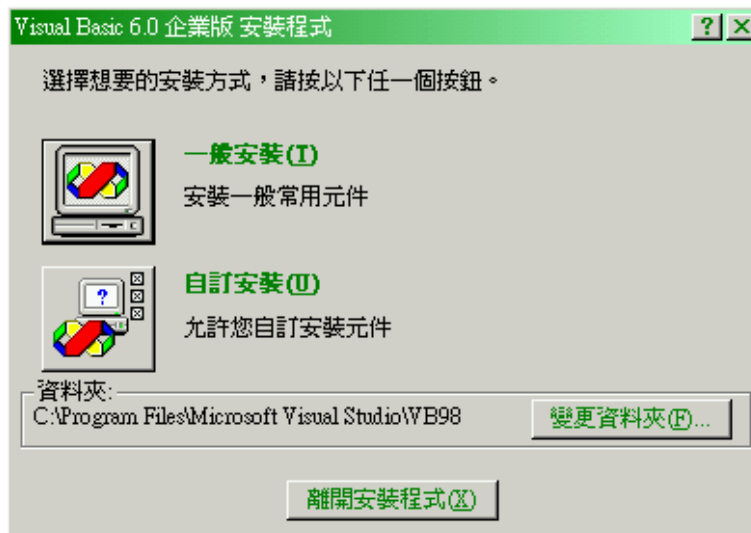 Visual Basic 6.0 企業版 安裝程式
選擇想要的安裝方式，請按以下任一個按鈕。
一般安裝(T)
安裝一般常用元件
?
自訂安裝(U)
允許您自訂安裝元件
資料夾:
C:\Program Files\Microsoft Visual Studio\VB98
變更資料夾(F)...
離開安裝程式(X)